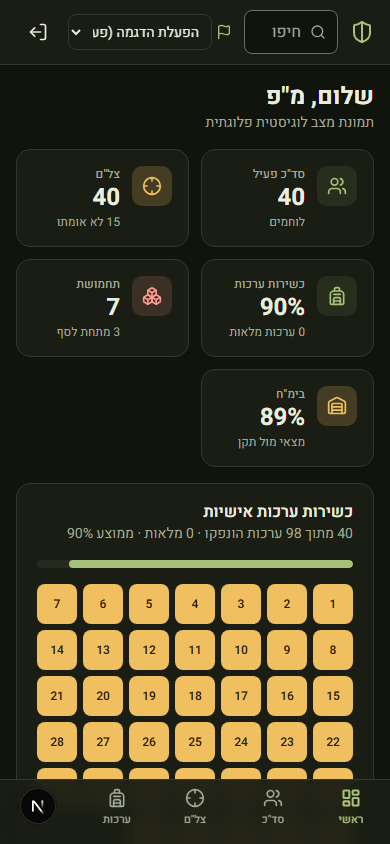 חיפו
הפעלת הדגמה (פע
שלום, מ"פ
תמונת מצב לוגיסטית פלוגתית
סד"כ פעיל
40
לוחמים
צל"ם
40
15 לא אומתו
כשירות ערכות
90%
0 ערכות מלאות
תחמושת
7
3 מתחת לסף
בימ"ח
89%
מצאי מול תקן
כשירות ערכות אישיות
40 מתוך 98 ערכות הונפקו · 0 מלאות · ממוצע 90%
1 2 3 4 5 6 7
8 9 10 11 12 13 14
15 16 17 18 19 20 21
22 23 24 25 26 27 28
ראשי
סד"כ
צל"ם
ערכות
N